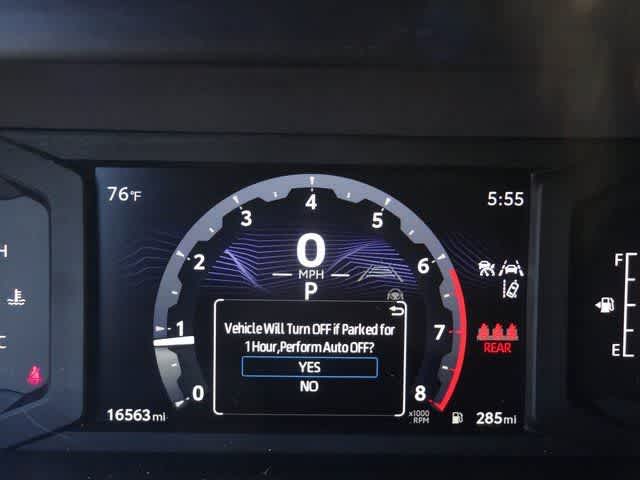 76°F
5:55
0
1
2
3
4
5
6
7
8
0
MPH
P
Vehicle Will Turn OFF if Parked for
1 Hour,Perform Auto OFF?
YES
NO
REAR
x1000
RPM
16563 mi
285 mi
H
C
F
E